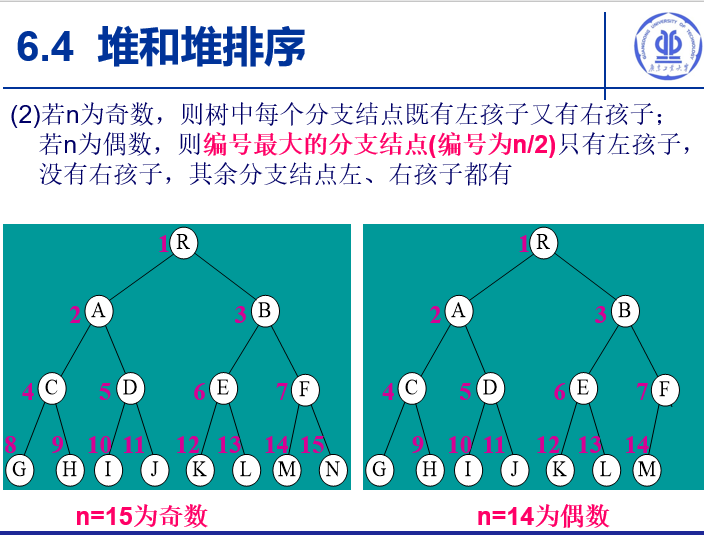 6.4 堆和堆排序
(2)若n为奇数，则树中每个分支结点既有左孩子又有右孩子；
若n为偶数，则编号最大的分支结点(编号为n/2)只有左孩子，
没有右孩子，其余分支结点左、右孩子都有
1 R
2 A 3 B
4 C 5 D 6 E 7 F
8 9 10 11 12 13 14 15
G H I J K L M N
n=15为奇数
1 R
2 A 3 B
4 C 5 D 6 E 7 F
9 10 11 12 13 14
G H I J K L M
n=14为偶数